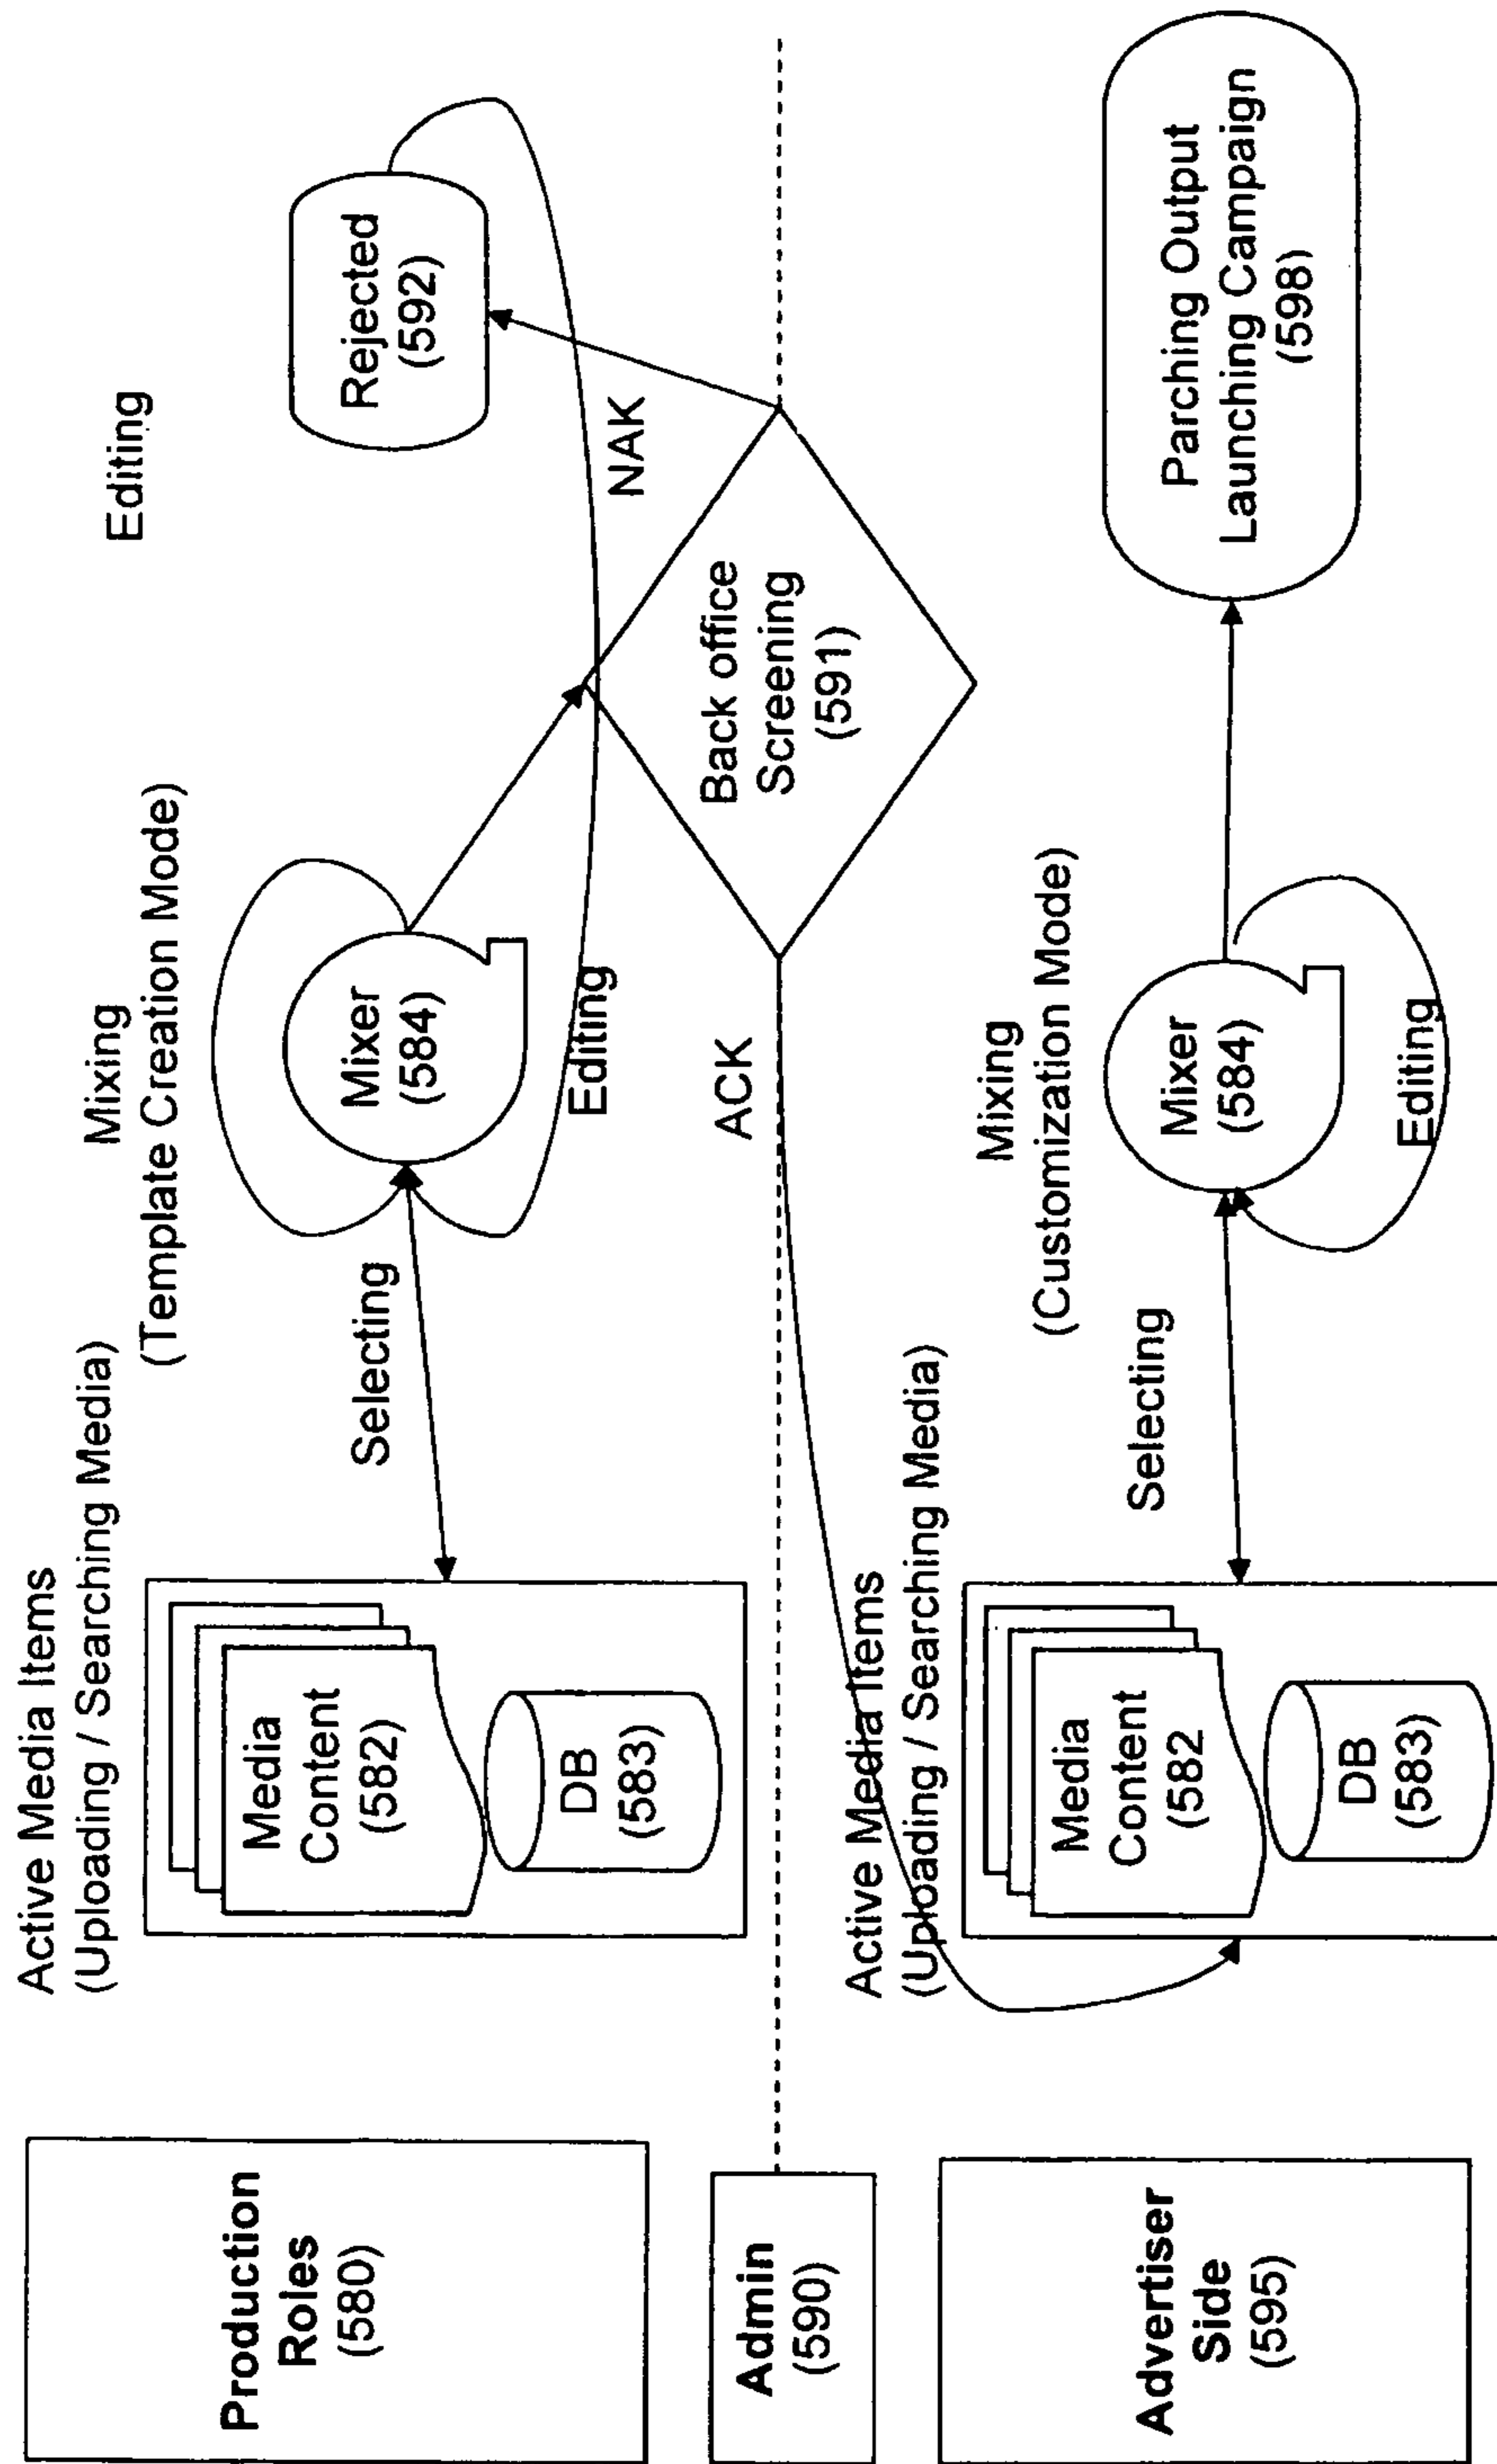 Production
Roles
(580)
Active Media Items
(Uploading / Searching Media)
Media
Content
(582)
DB
(583)
Selecting
Mixing
(Template Creation Mode)
Mixer
(584)
Editing
Editing
Rejected
(592)
NAK
Admin
(590)
ACK
Back office
Screening
(591)
Advertiser
Side
(595)
Active Media Items
(Uploading / Searching Media)
Media
Content
(582
DB
(583)
Selecting
Mixing
(Customization Mode)
Mixer
(584)
Editing
Parching Output
Launching Campaign
(598)